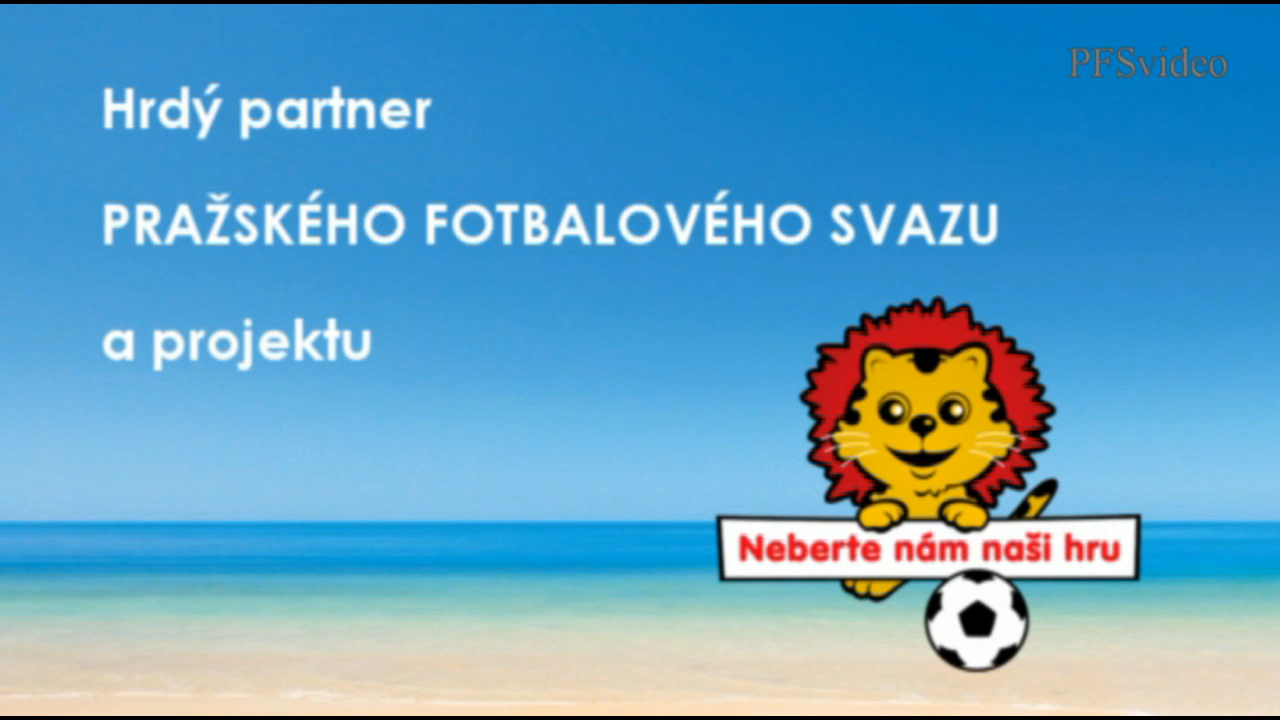 PFSvideo
Hrdý partner
PRAŽSKÉHO FOTBALOVÉHO SVAZU
a projektu
Neberte nám naši hru